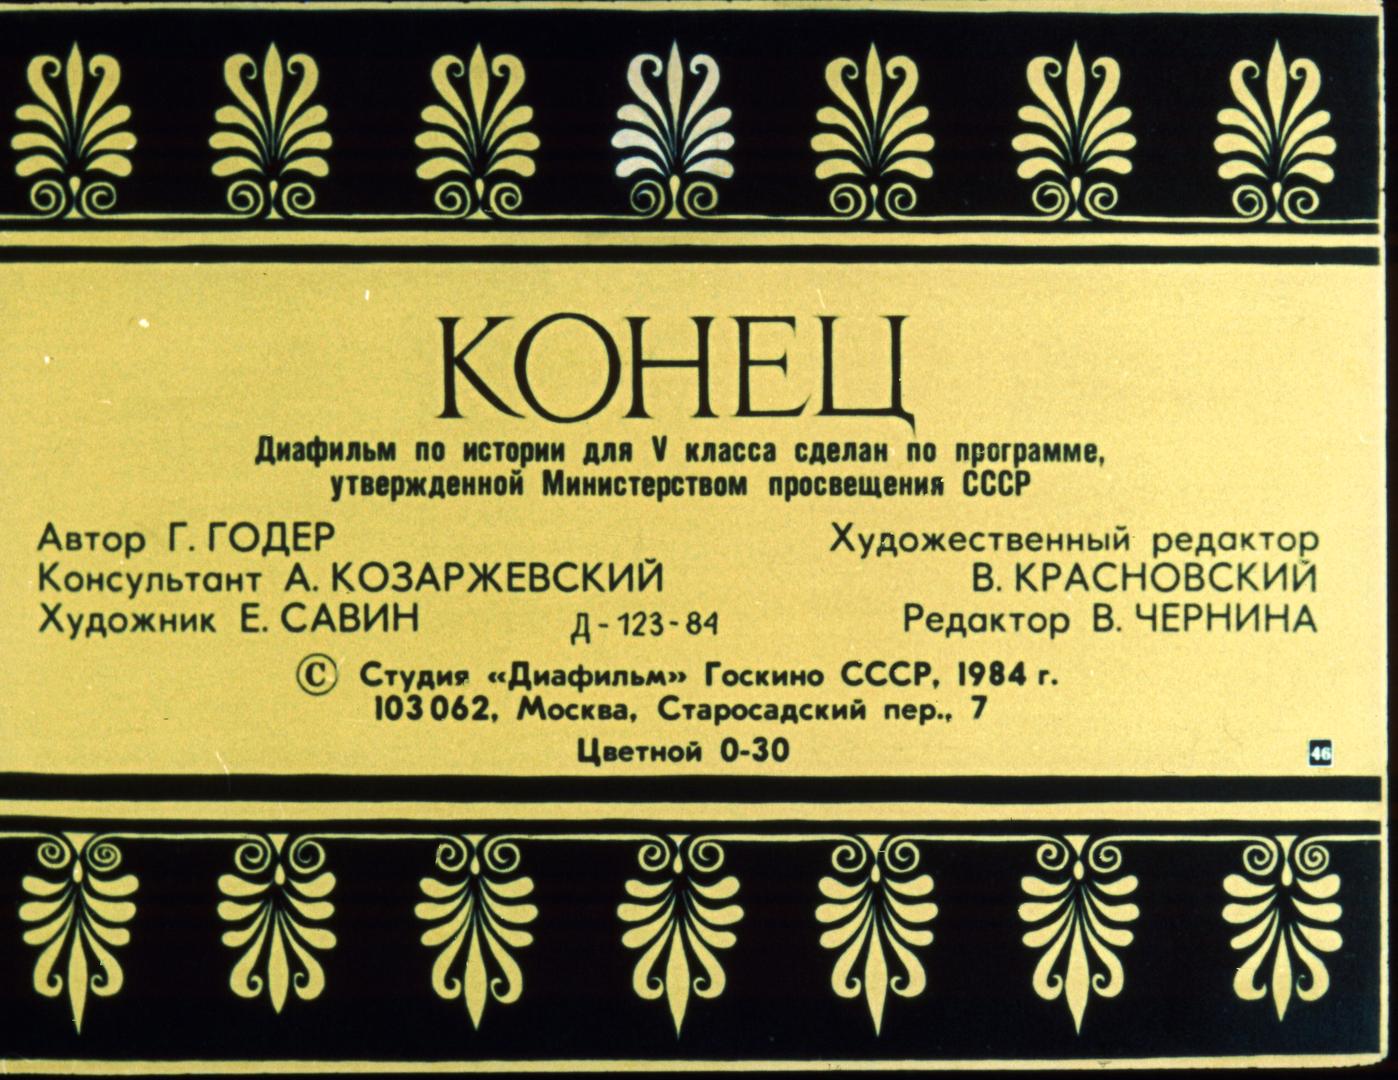 КОНЕЦ
Диафильм по истории для V класса сделан по программе,
утвержденной Министерством просвещения СССР
Автор Г. ГОДЕР
Консультант А. КОЗАРЖЕВСКИЙ
Художник Е. САВИН
Художественный редактор
В. КРАСНОВСКИЙ
Редактор В. ЧЕРНИНА
Д-123-84
© Студия «Диафильм» Госкино СССР, 1984 г.
103062, Москва, Старосадский пер., 7
Цветной 0-30
46